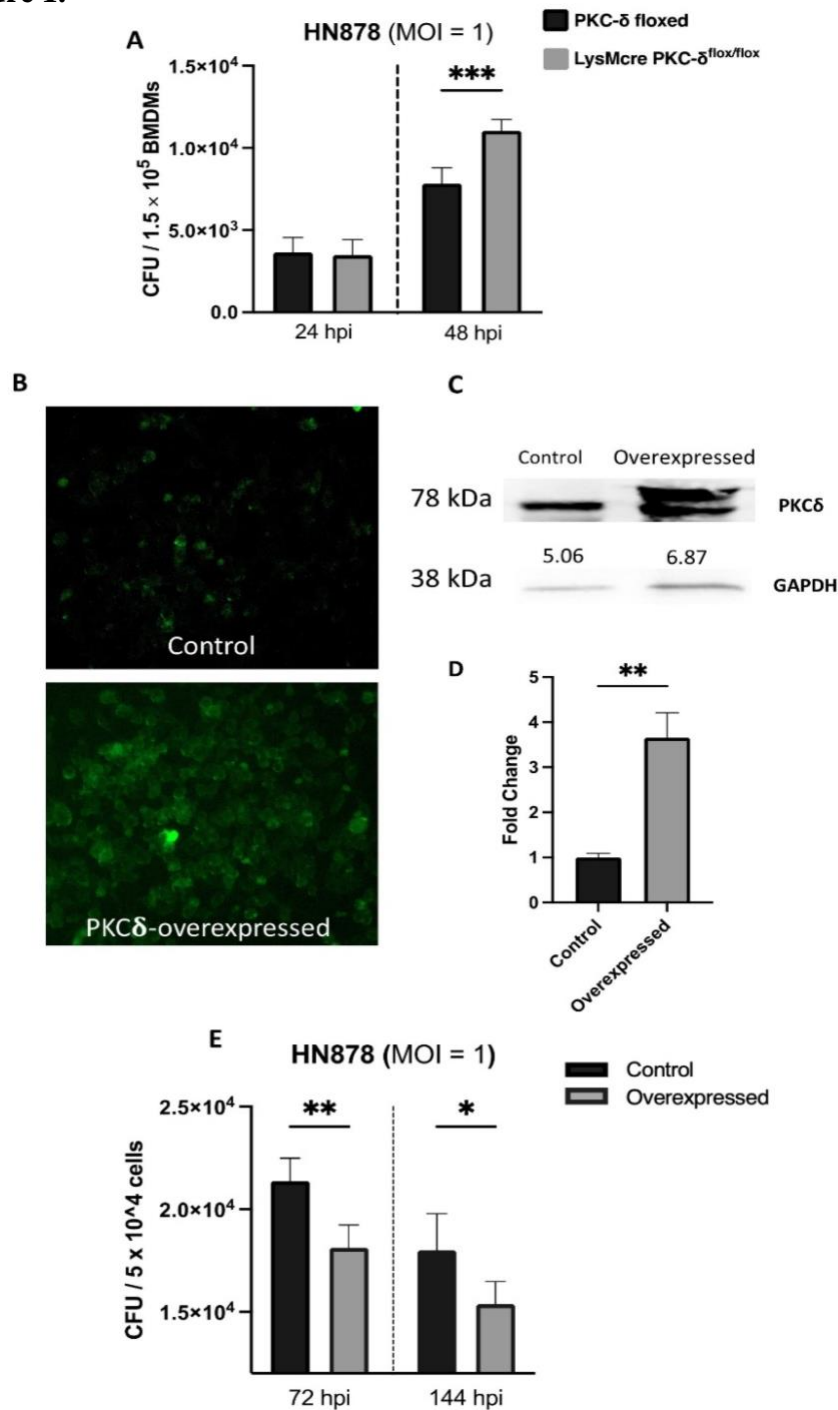 A
HN878 (MOI = 1)
PKC-δ floxed
LysMcre PKC-δflox/flox
CFU / 1.5 × 10⁵ BMDMs
1.5×10⁴
1.0×10⁴
5.0×10³
0.0
***
24 hpi
48 hpi
B
Control
PKCδ-overexpressed
C
Control Overexpressed
78 kDa
PKCδ
5.06 6.87
38 kDa
GAPDH
D
Fold Change
5
4
3
2
1
0
**
Control
Overexpressed
E
HN878 (MOI = 1)
Control
Overexpressed
CFU / 5 x 10^4 cells
2.5×10⁴
2.0×10⁴
1.5×10⁴
**
*
72 hpi
144 hpi